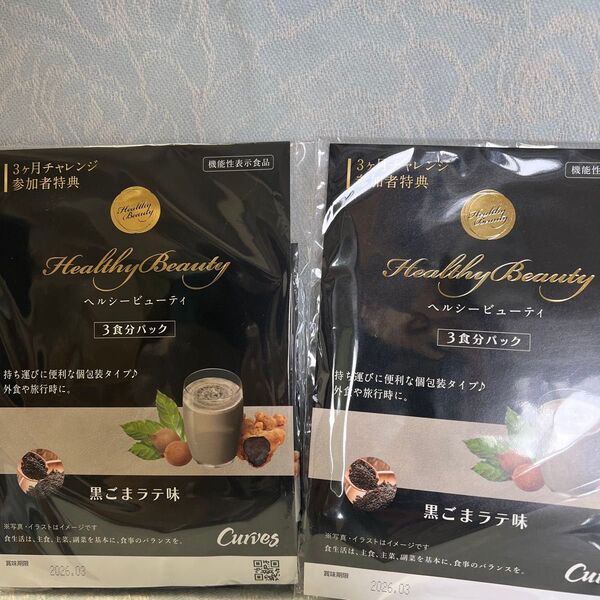 3ヶ月チャレンジ
参加者特典
機能性表示食品
Healthy
Beauty
Healthy Beauty
ヘルシービューティ
3食分パック
持ち運びに便利な個包装タイプ♪
外食や旅行時に。
黒ごまラテ味
※写真・イラストはイメージです
食生活は、主食、主菜、副菜を基本に、食事のバランスを。
Curves
賞味期限
2026.03
3ヶ月チャレンジ
参加者特典
機能性
Healthy
Beauty
Healthy Beauty
ヘルシービューティ
3食分パック
持ち運びに便利な個包装タイプ♪
外食や旅行時に。
黒ごまラテ味
※写真・イラストはイメージです
食生活は、主食、主菜、副菜を基本に、食事のバランスを。
Curve
賞味期限
2026.03